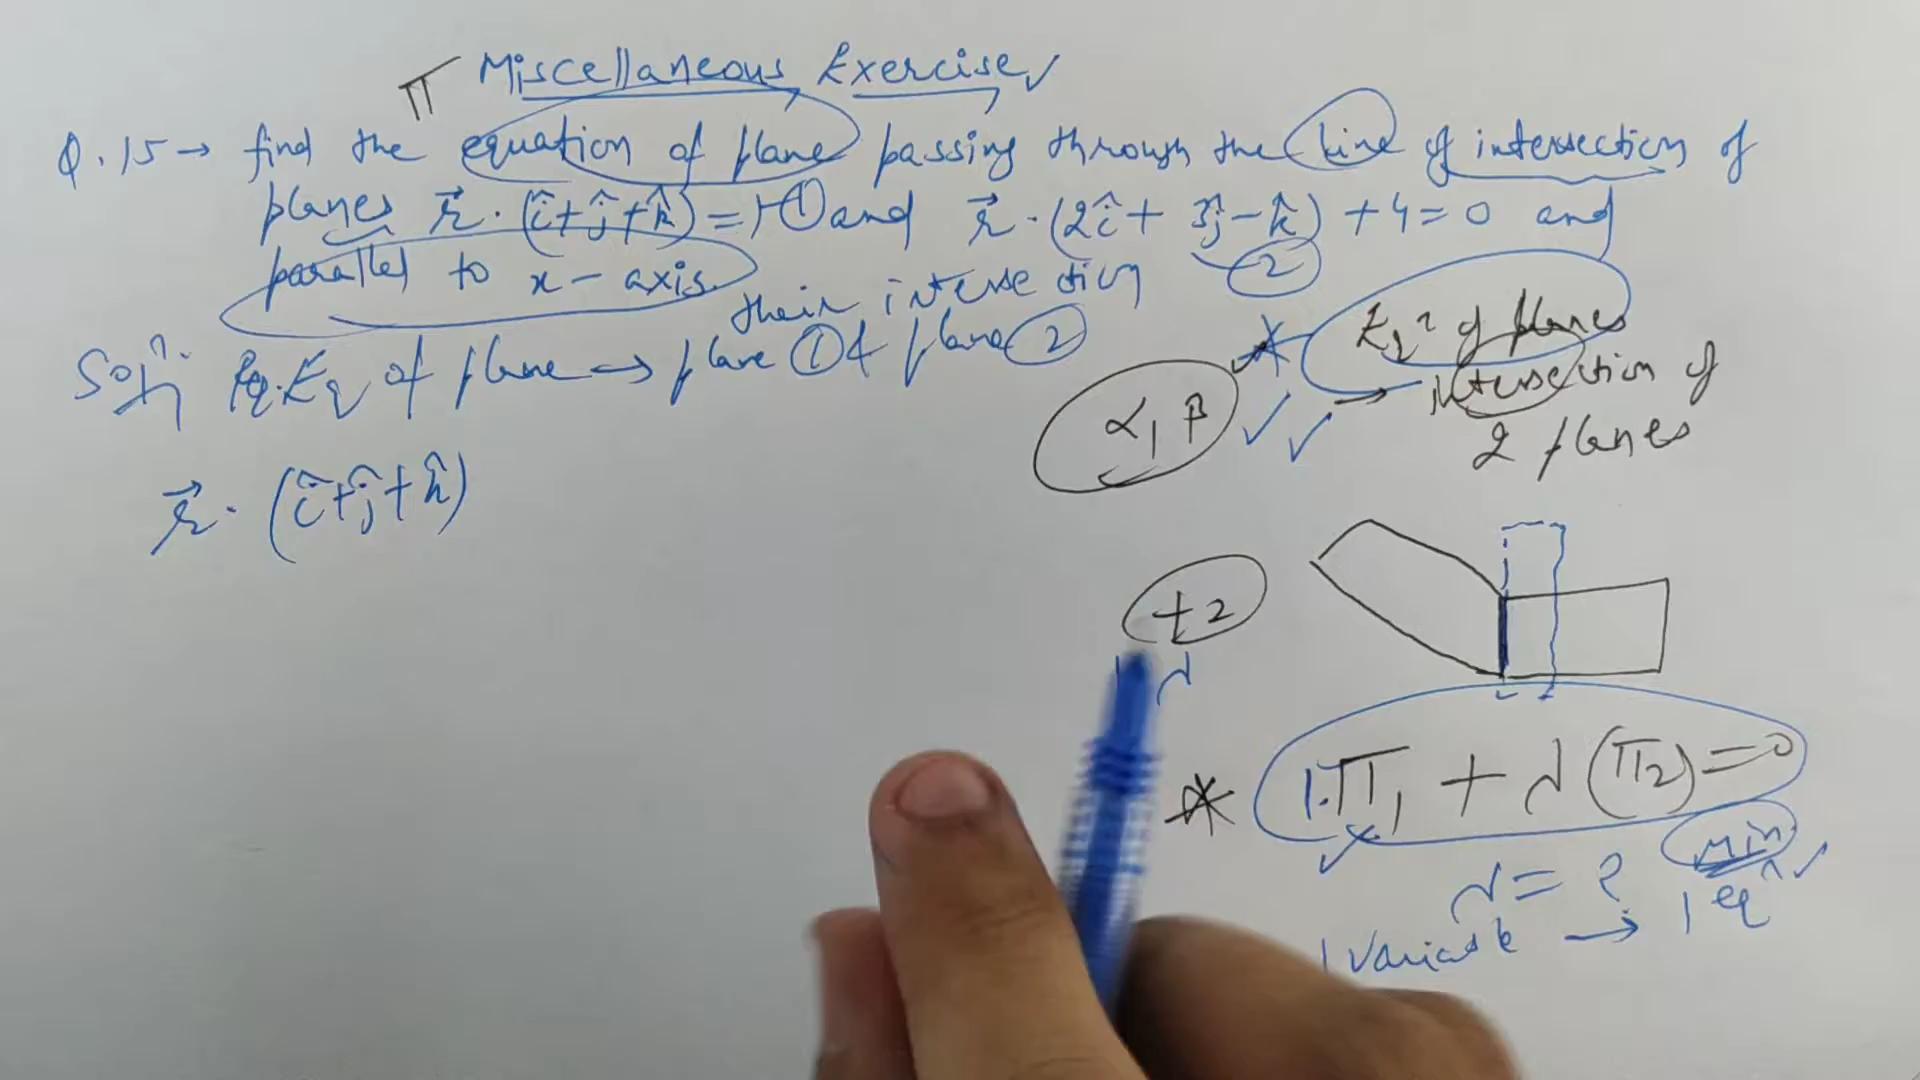 π Miscellaneous Exercise
Q.15→ find the equation of plane passing through the line of intersection of
planes r⃗·(î+ĵ+k̂)=1 ① and r⃗·(2î+3ĵ-k̂)+4=0 and
②
parallel to x-axis.
their intersection
Solⁿ: Eq of plane → plane ① & plane ②
r⃗·(î+ĵ+k̂)
Eqⁿ of planes
→ intersection of
2 planes
α, β
+2
λ
1.π₁ + λ(π₂)=0
λ=? Min
1 variable → 1 eqⁿ